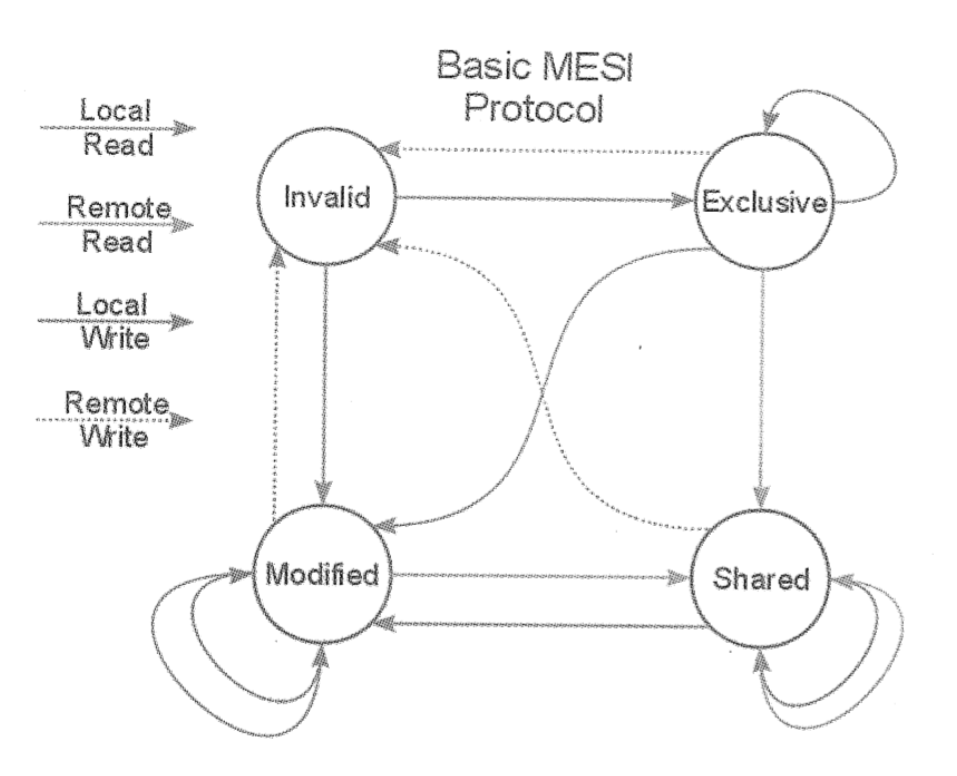 Basic MESI
Protocol
Local
Read
Remote
Read
Local
Write
Remote
Write
Invalid
Exclusive
Modified
Shared